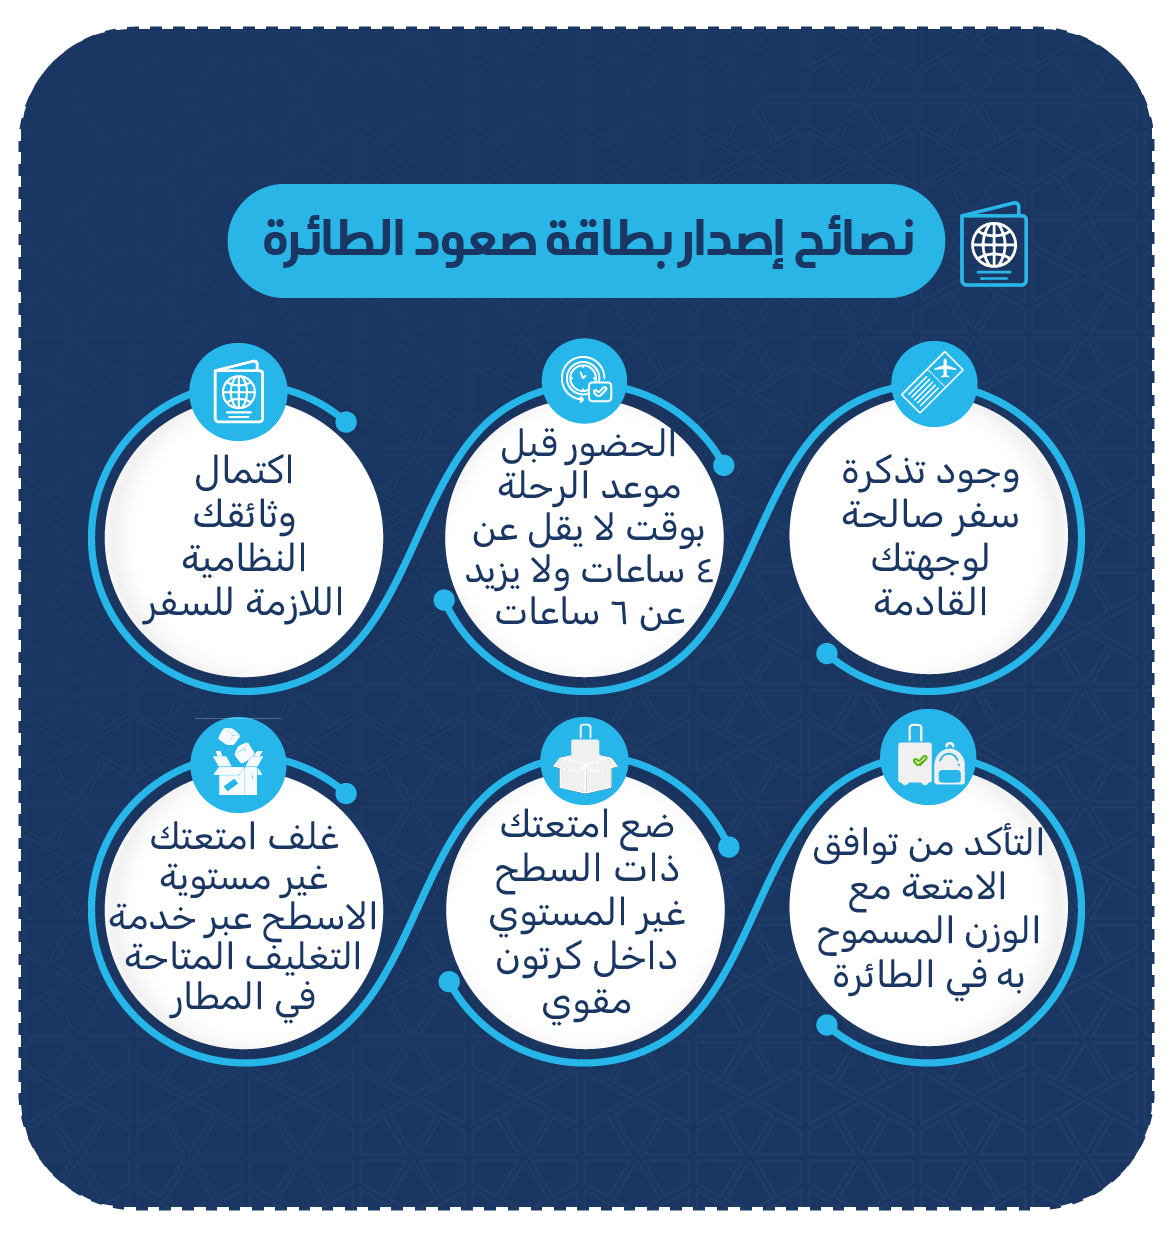 نصائح إصدار بطاقة صعود الطائرة
وجود تذكرة
سفر صالحة
لوجهتك
القادمة
الحضور قبل
موعد الرحلة
بوقت لا يقل عن
٤ ساعات ولا يزيد
عن ٦ ساعات
اكتمال
وثائقك
النظامية
اللازمة للسفر
التأكد من توافق
الامتعة مع
الوزن المسموح
به في الطائرة
ضع امتعتك
ذات السطح
غير المستوي
داخل كرتون
مقوي
غلف امتعتك
غير مستوية
الاسطح عبر خدمة
التغليف المتاحة
في المطار